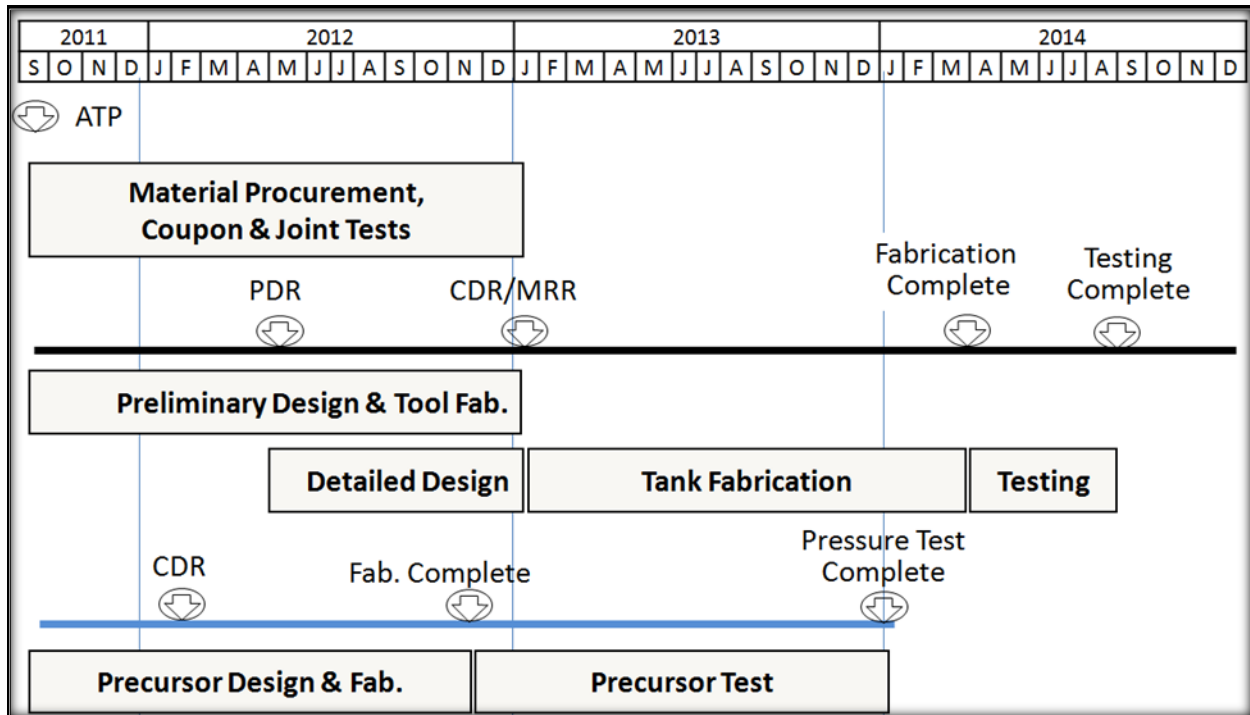 2011 2012 2013 2014
S O N D J F M A M J J A S O N D J F M A M J J A S O N D J F M A M J J A S O N D
ATP
Material Procurement,
Coupon & Joint Tests
PDR
CDR/MRR
Fabrication
Complete
Testing
Complete
Preliminary Design & Tool Fab.
Detailed Design
Tank Fabrication
Testing
CDR
Fab. Complete
Pressure Test
Complete
Precursor Design & Fab.
Precursor Test